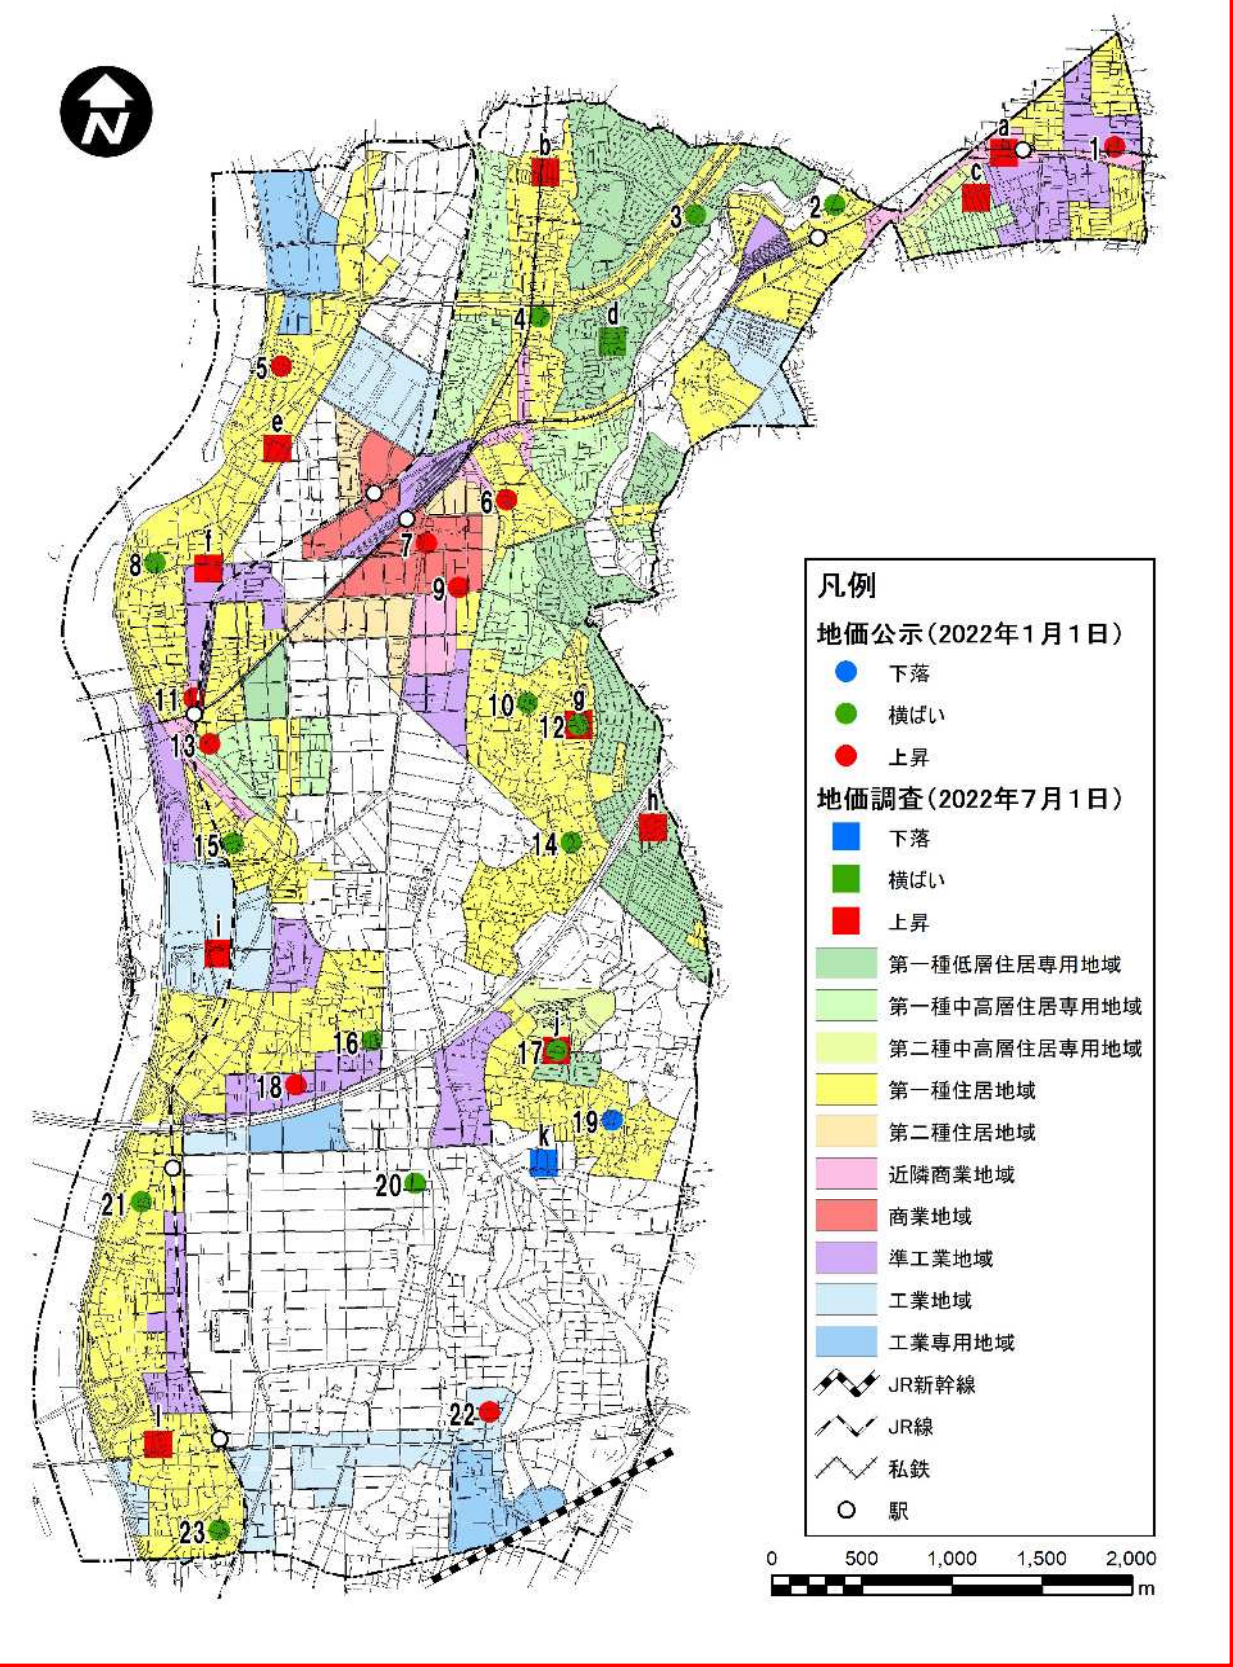 N
a
1
c
b
2
3
4
d
5
e
6
7
8
f
9
10
g
11
12
13
h
14
15
i
16
j
17
18
19
k
20
21
22
l
23
凡例
地価公示(2022年1月1日)
下落
横ばい
上昇
地価調査(2022年7月1日)
下落
横ばい
上昇
第一種低層住居専用地域
第一種中高層住居専用地域
第二種中高層住居専用地域
第一種住居地域
第二種住居地域
近隣商業地域
商業地域
準工業地域
工業地域
工業専用地域
JR新幹線
JR線
私鉄
駅
0 500 1,000 1,500 2,000
m